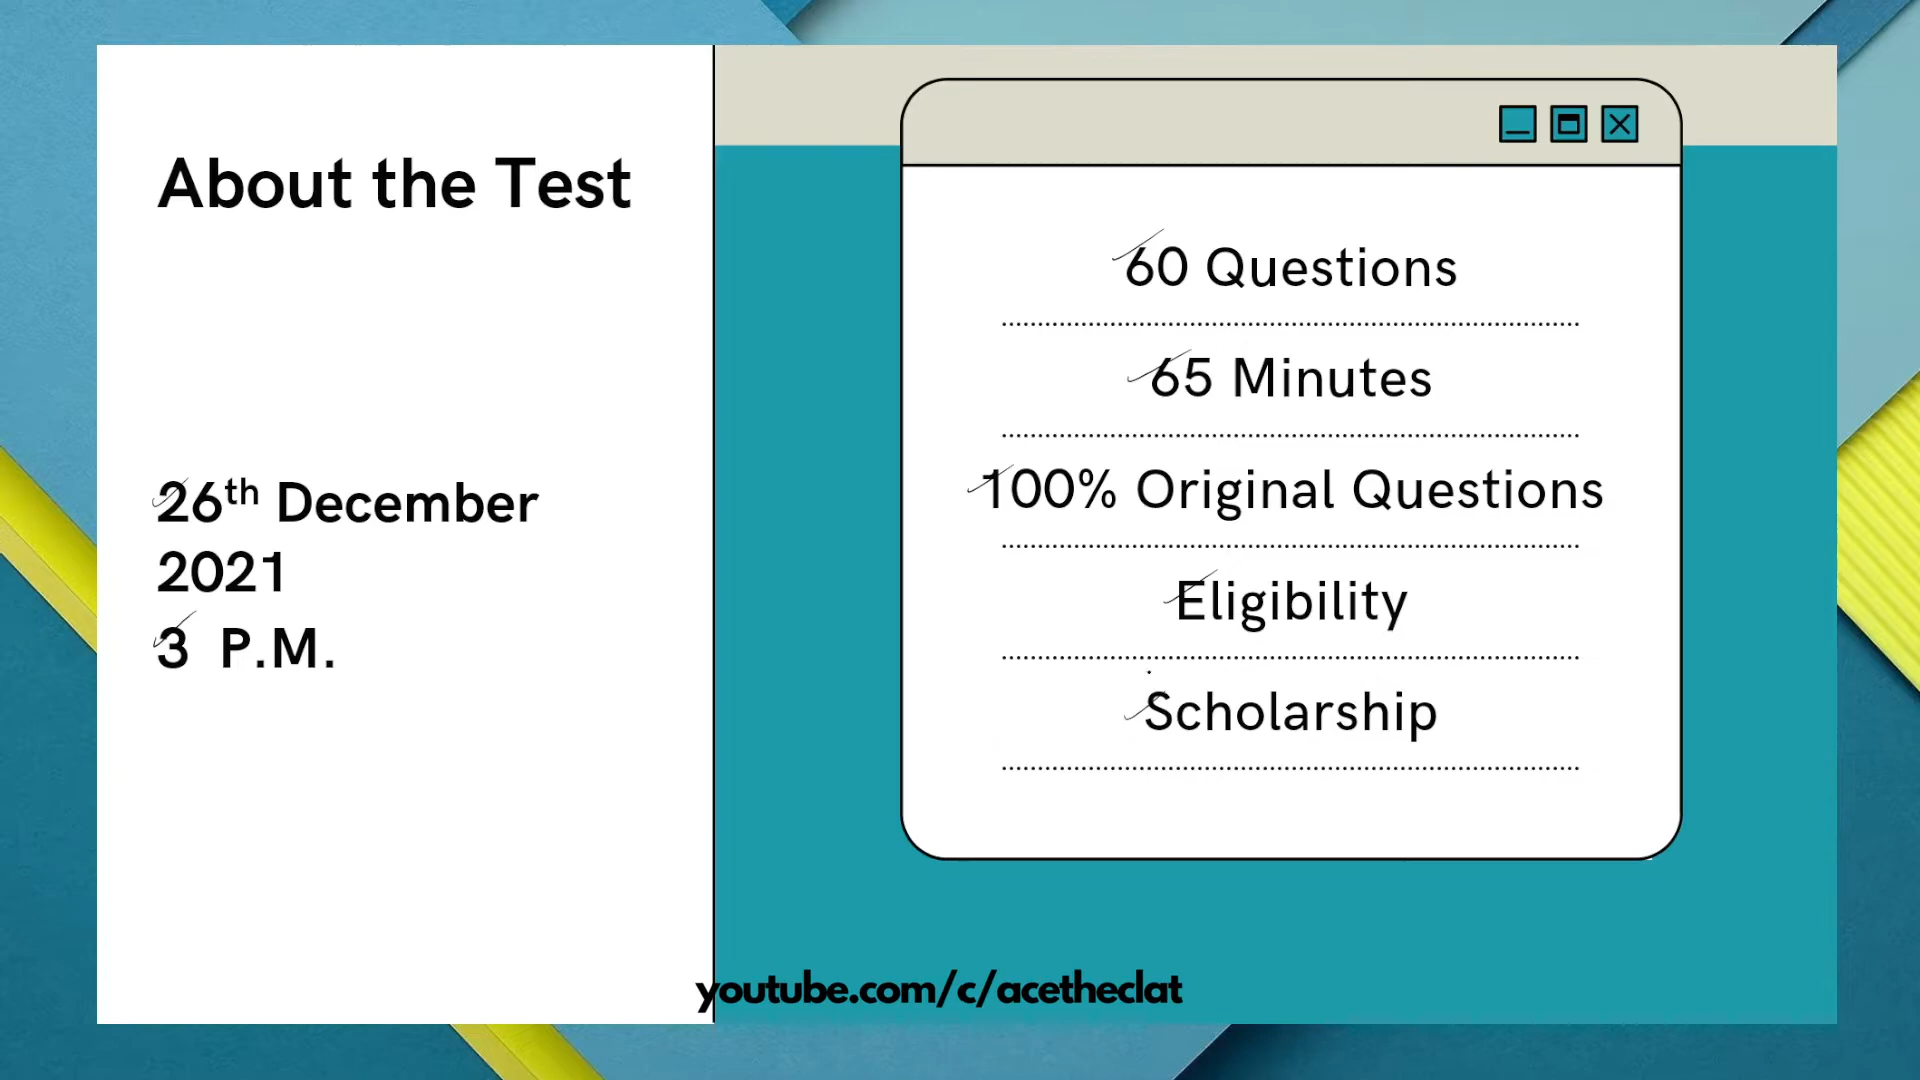 About the Test
26th December
2021
3 P.M.
60 Questions
65 Minutes
100% Original Questions
Eligibility
Scholarship
youtube.com/c/acetheclat